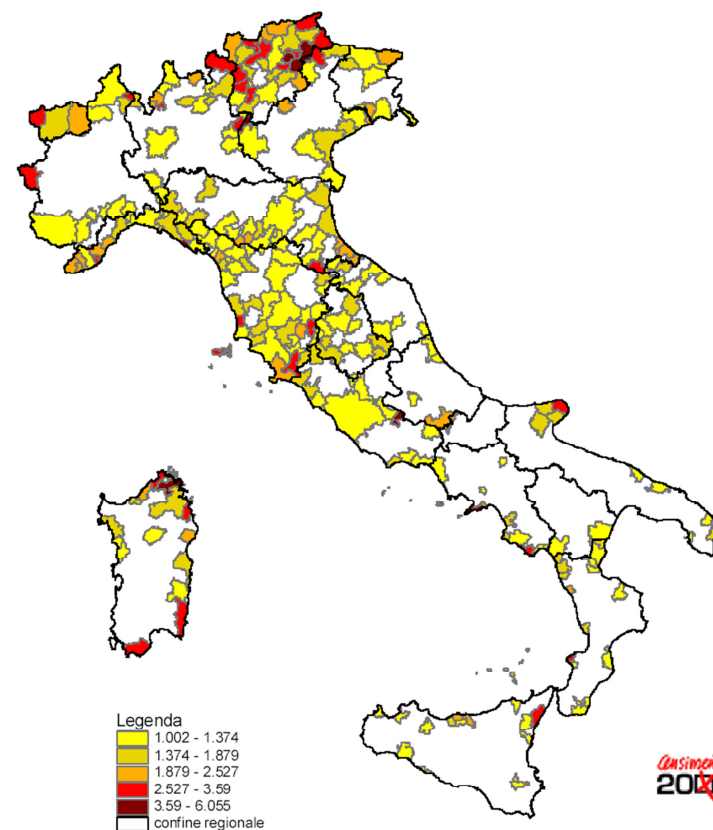 Legenda
1.002 - 1.374
1.374 - 1.879
1.879 - 2.527
2.527 - 3.59
3.59 - 6.055
confine regionale